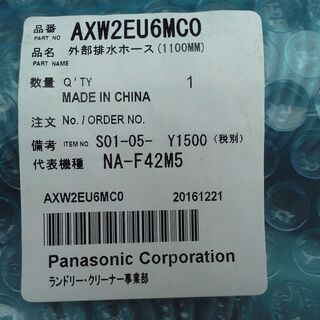 品番 PART NO AXW2EU6MC0
品名 PART NAME 外部排水ホース(1100MM)
数量 Q'TY 1
MADE IN CHINA
注文 No./ORDER NO.
備考 ITEM NO S01-05- Y1500 (税別)
代表機種 NA-F42M5
AXW2EU6MC0 20161221
Panasonic Corporation
ランドリー・クリーナー事業部